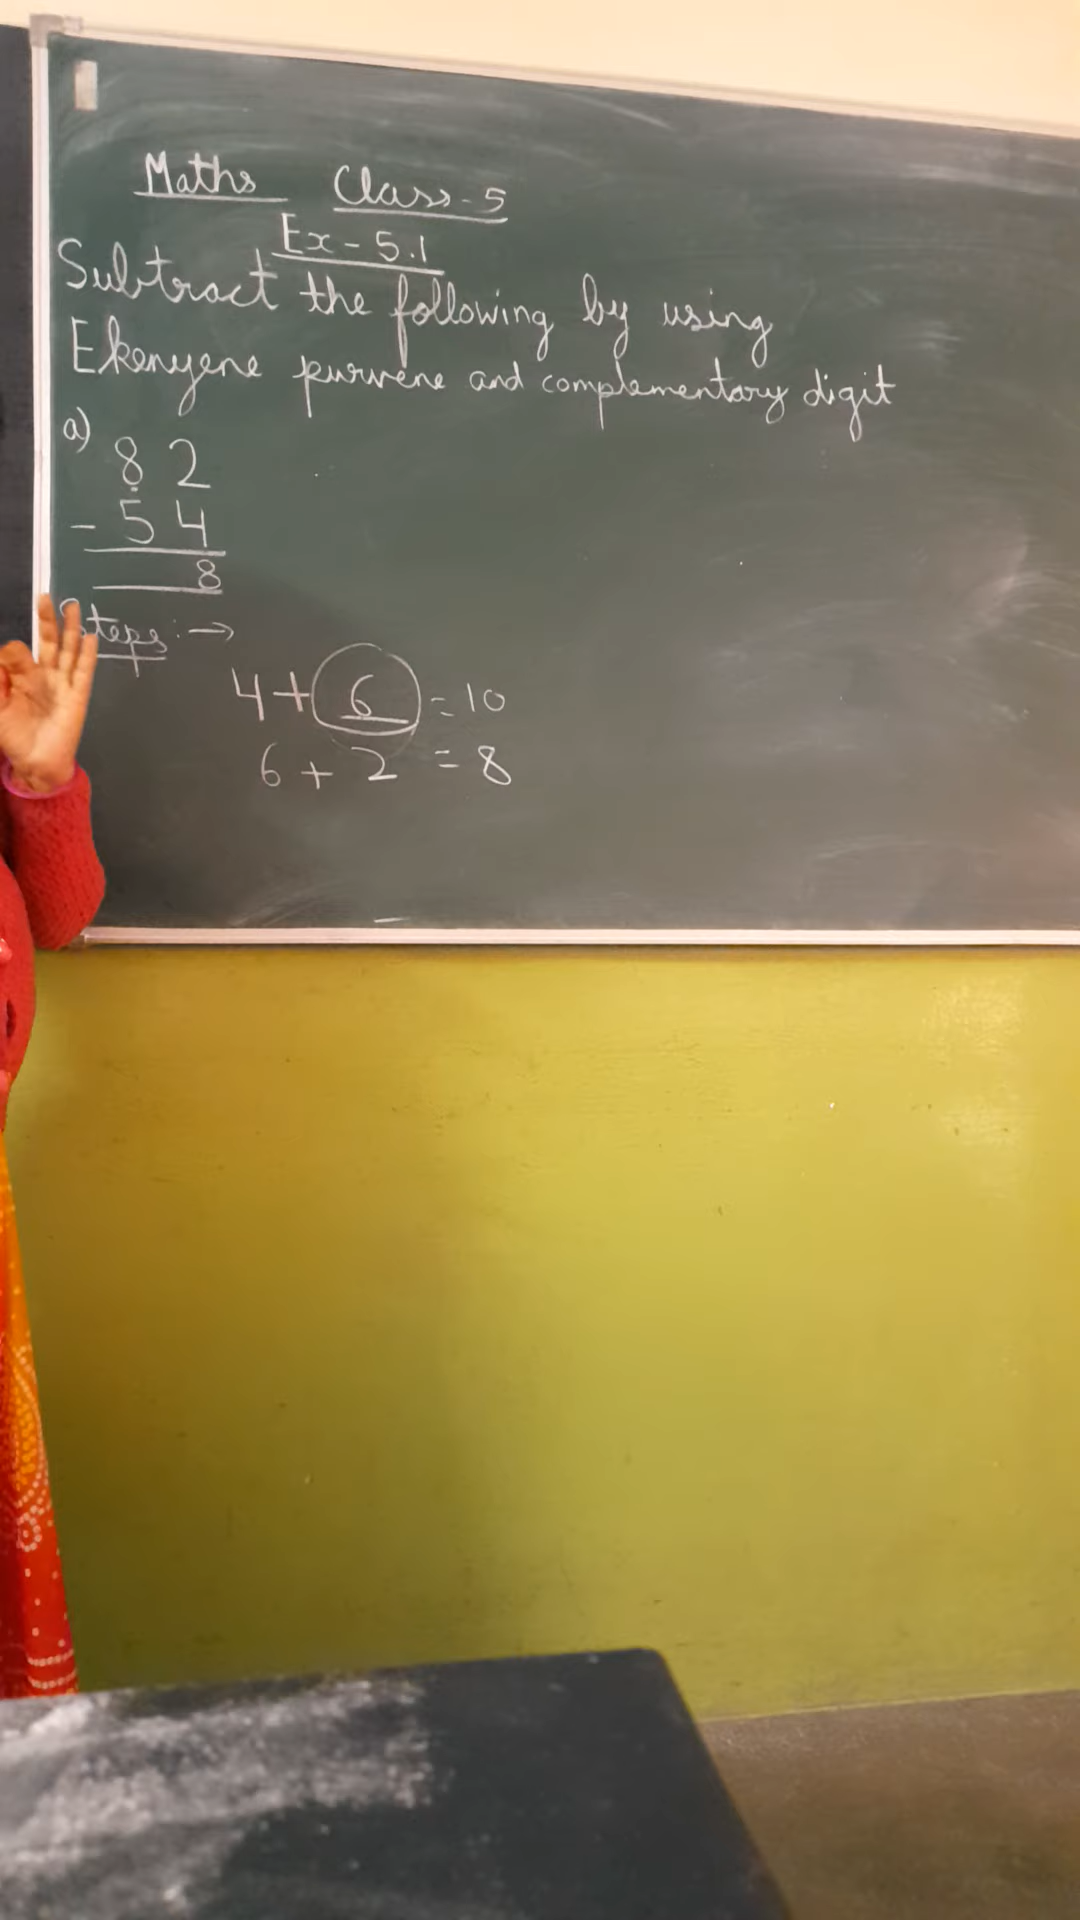 Maths Class-5
Ex-5.1
Subtract the following by using
Ekenyene purvene and complementary digit
a)
8 2
- 5 4
8
Steps:→
4+6=10
6+2=8